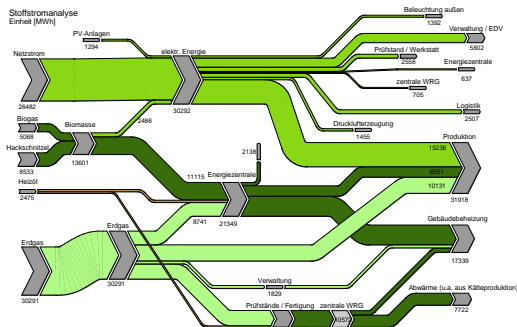 Stoffstromanalyse
Einheit [MWh]
Beleuchtung außen
1392
PV-Anlagen
1294
Verwaltung / EDV
5802
Netzstrom
26482
elektr. Energie
30292
Prüfstand / Werkstatt
2558
Energiezentrale
637
zentrale WRG
705
Logistik
2507
Biogas
5068
Biomasse
13601
2486
Hackschnitzel
8533
Drucklufterzeugung
1455
Produktion
15236
6551
10131
31918
2138
Heizöl
2475
11115
Energiezentrale
21349
8741
Erdgas
30291
Erdgas
30291
Gebäudebeheizung
17339
Verwaltung
1829
Prüfstände / Fertigung
zentrale WRG
10572
Abwärme (u.a. aus Kälteproduktion)
7722